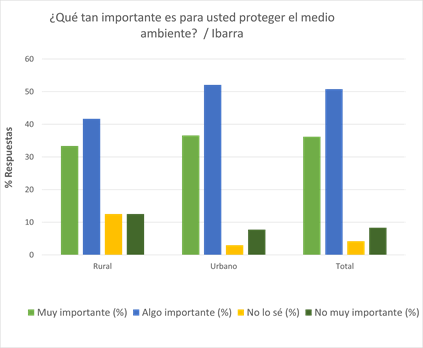 ¿Qué tan importante es para usted proteger el medio
ambiente? / Ibarra
60
50
40
30
20
10
0
% Respuestas
Rural Urbano Total
Muy importante (%) Algo importante (%) No lo sé (%) No muy importante (%)